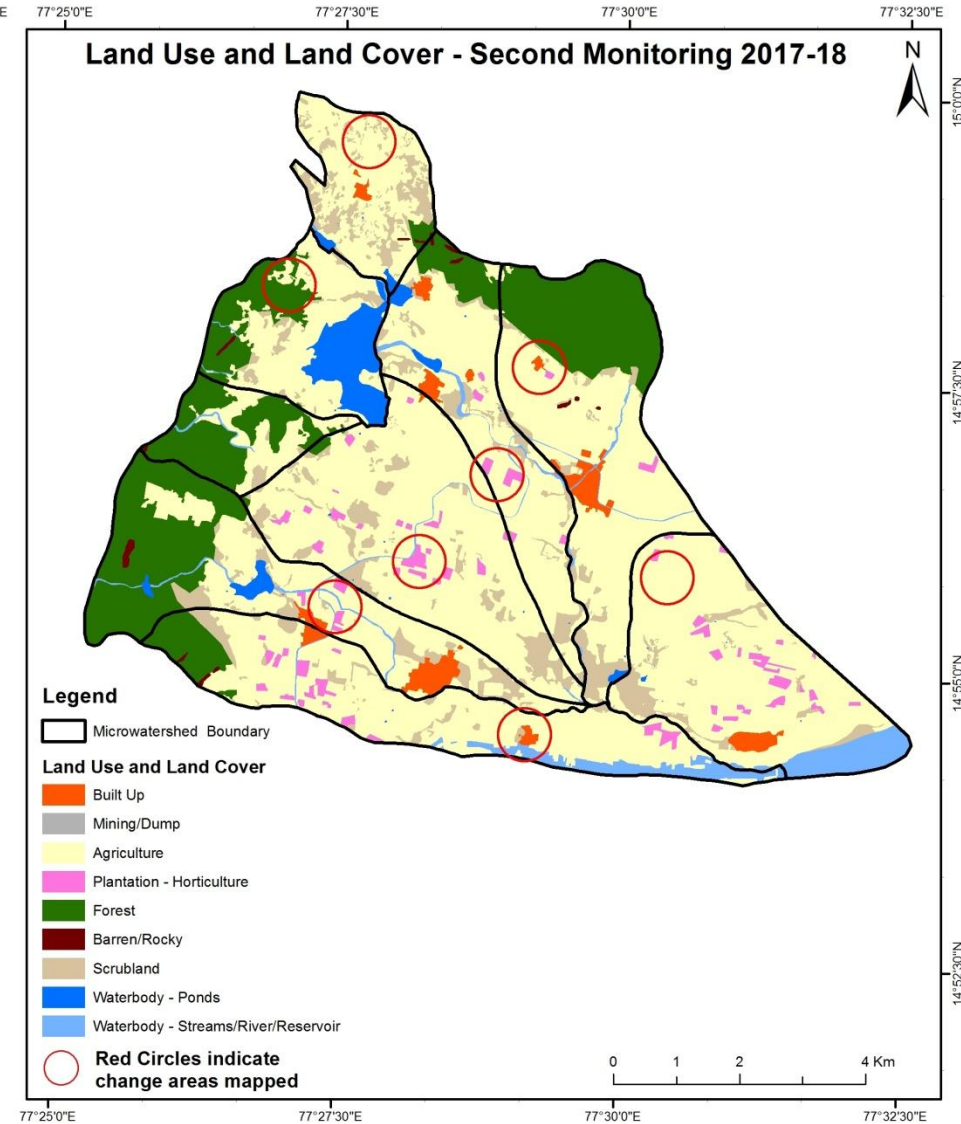 E 77°25'0"E 77°27'30"E 77°30'0"E 77°32'30"E
Land Use and Land Cover - Second Monitoring 2017-18
N
15°0'0"N
14°57'30"N
14°55'0"N
14°52'30"N
Legend
Microwatershed Boundary
Land Use and Land Cover
Built Up
Mining/Dump
Agriculture
Plantation - Horticulture
Forest
Barren/Rocky
Scrubland
Waterbody - Ponds
Waterbody - Streams/River/Reservoir
Red Circles indicate
change areas mapped
0 1 2 4 Km
77°25'0"E 77°27'30"E 77°30'0"E 77°32'30"E